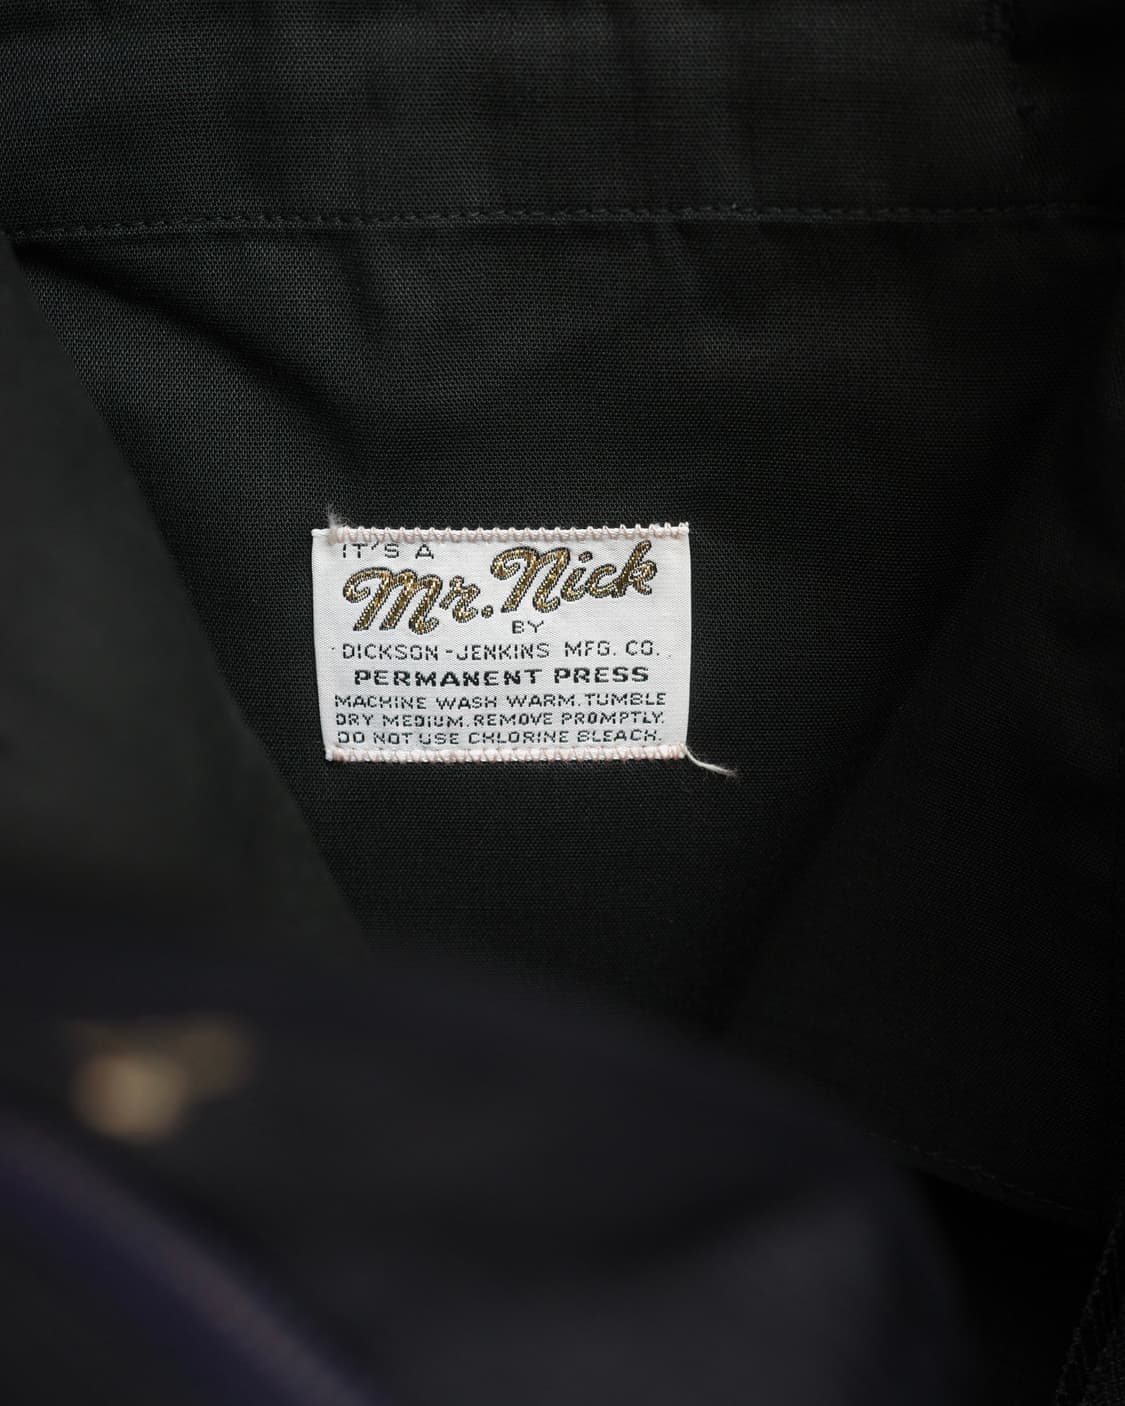 IT'S A
Mr. Nick
BY
DICKSON-JENKINS MFG. CO.
PERMANENT PRESS
MACHINE WASH WARM. TUMBLE
DRY MEDIUM. REMOVE PROMPTLY.
DO NOT USE CHLORINE BLEACH.